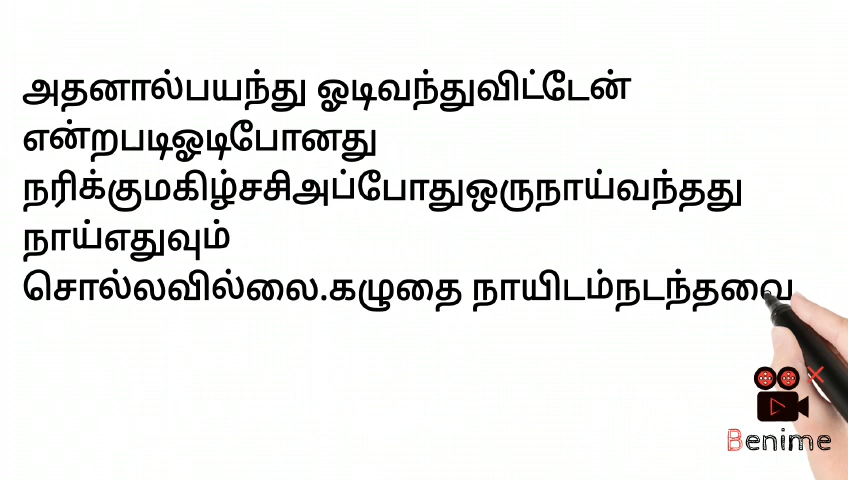 அதனால்பயந்து ஓடிவந்துவிட்டேன்
என்றபடிஓடிபோனது
நரிக்குமகிழ்சசிஅப்போதுஒருநாய்வந்தது
நாய்எதுவும்
சொல்லவில்லை.கழுதை நாயிடம்நடந்தவை
Benime